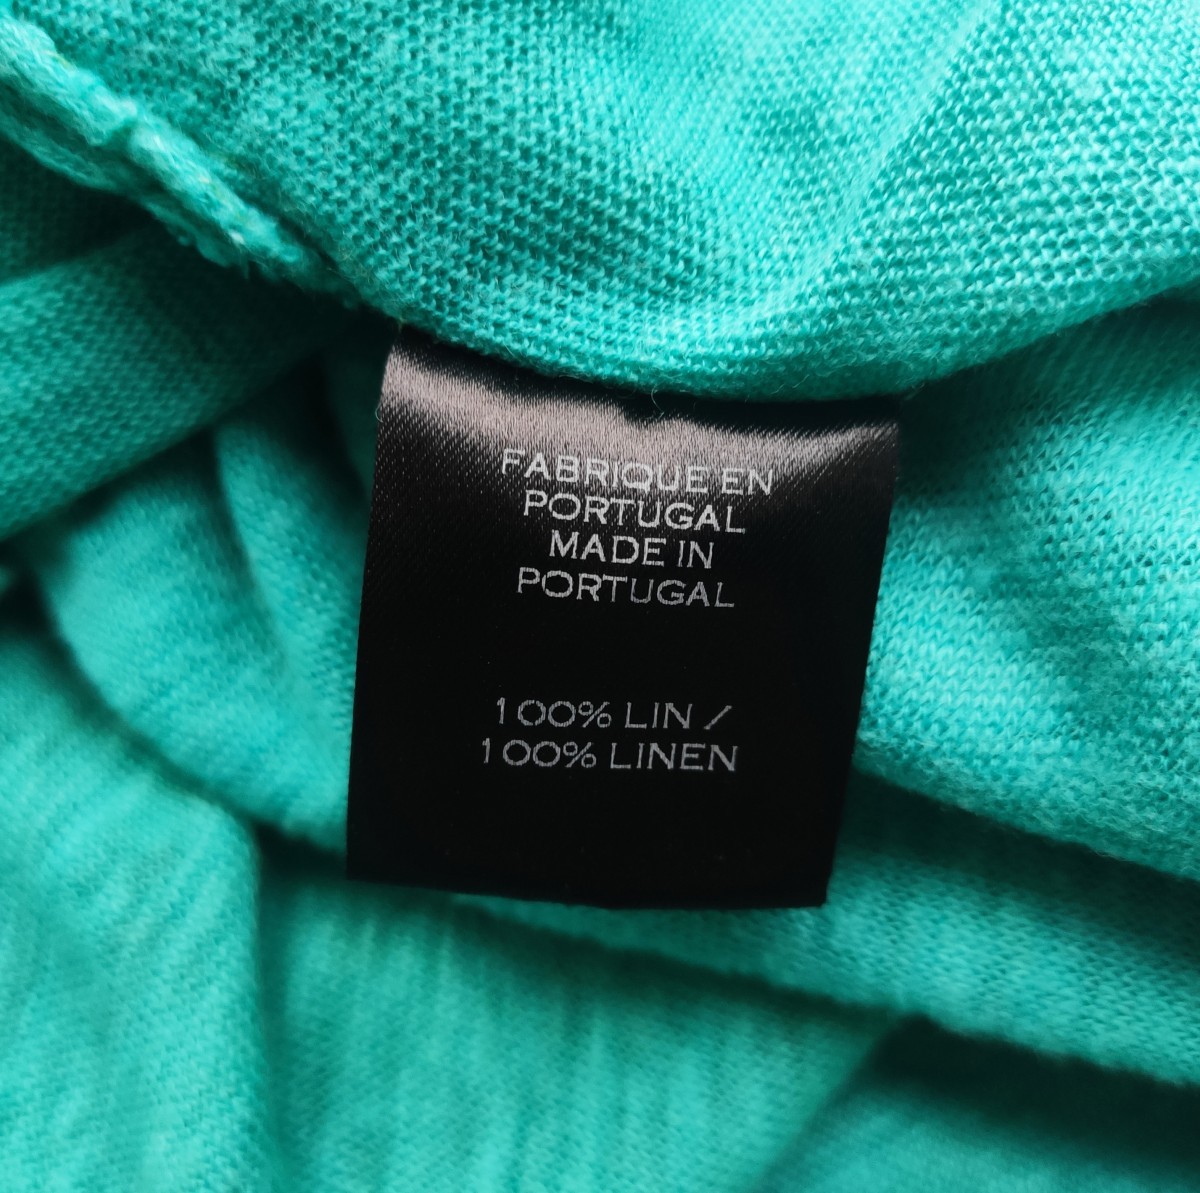 FABRIQUE EN
PORTUGAL
MADE IN
PORTUGAL
100% LIN /
100% LINEN